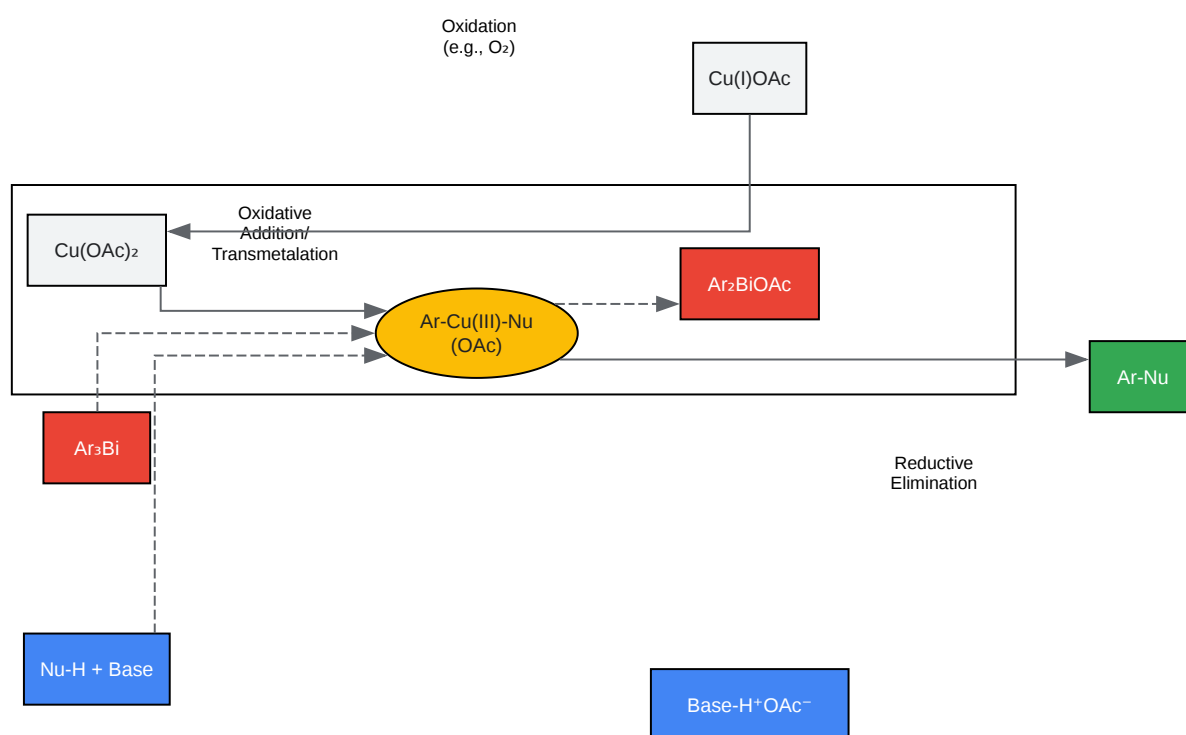 Oxidation
(e.g., O₂)
Cu(I)OAc
Oxidative
Addition/
Transmetalation
Cu(OAc)₂
Ar₂BiOAc
Ar-Cu(III)-Nu
(OAc)
Ar-Nu
Ar₃Bi
Reductive
Elimination
Nu-H + Base
Base-H⁺OAc⁻